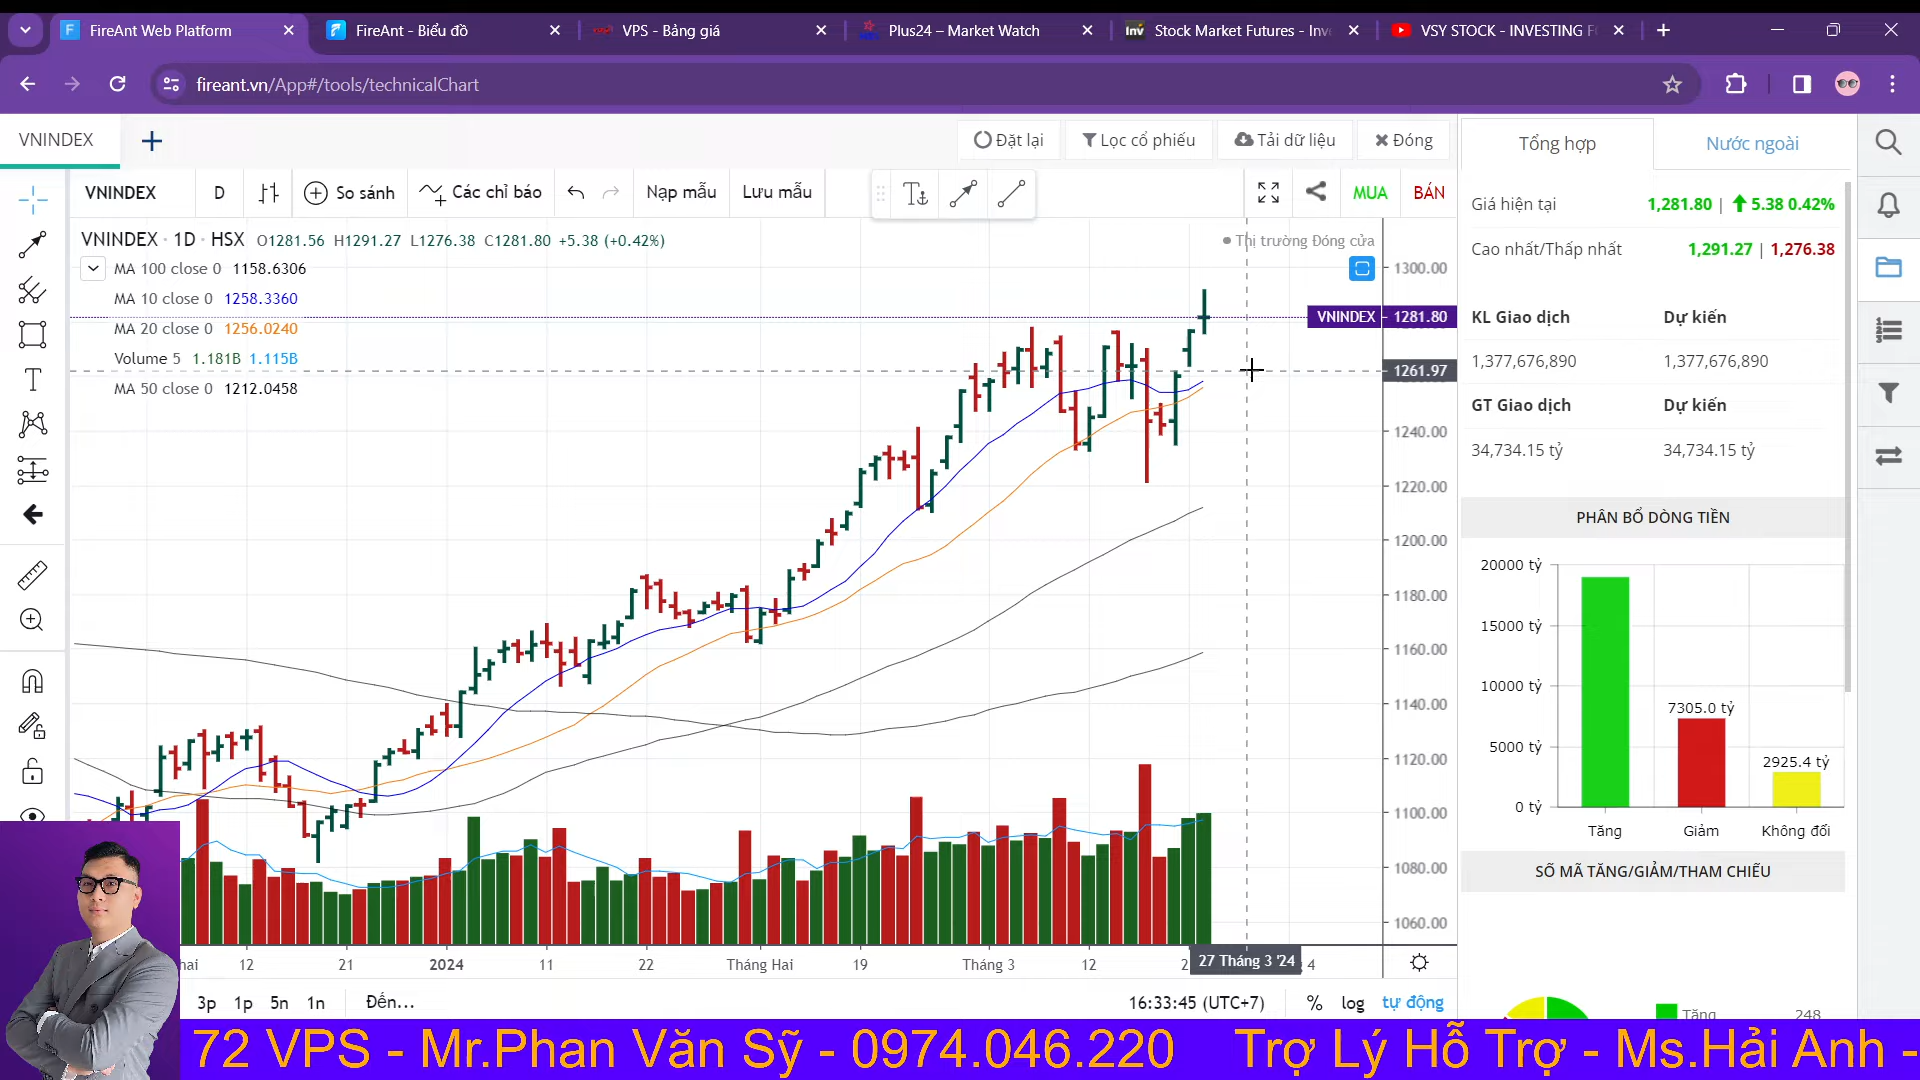 FireAnt Web Platform
FireAnt - Biểu đồ
VPS - Bảng giá
Plus24 – Market Watch
Stock Market Futures - Inv
VSY STOCK - INVESTING F
fireant.vn/App#/tools/technicalChart
VNINDEX
Đặt lại
Lọc cổ phiếu
Tải dữ liệu
Đóng
VNINDEX
D
So sánh
Các chỉ báo
Nạp mẫu
Lưu mẫu
MUA
BÁN
VNINDEX · 1D · HSX O1281.56 H1291.27 L1276.38 C1281.80 +5.38 (+0.42%)
Thị trường Đóng cửa
MA 100 close 0 1158.6306
MA 10 close 0 1258.3360
MA 20 close 0 1256.0240
Volume 5 1.181B 1.115B
MA 50 close 0 1212.0458
1300.00
VNINDEX 1281.80
1261.97
1240.00
1220.00
1200.00
1180.00
1160.00
1140.00
1120.00
1100.00
1080.00
1060.00
12
21
2024
11
22
Tháng Hai
19
Tháng 3
12
27 Tháng 3 '24
4
3p 1p 5n 1n Đến...
16:33:45 (UTC+7) % log tự động
Tổng hợp
Nước ngoài
Giá hiện tại 1,281.80 | 5.38 0.42%
Cao nhất/Thấp nhất 1,291.27 | 1,276.38
KL Giao dịch Dự kiến
1,377,676,890 1,377,676,890
GT Giao dịch Dự kiến
34,734.15 tỷ 34,734.15 tỷ
PHÂN BỔ DÒNG TIỀN
20000 tỷ
15000 tỷ
10000 tỷ
5000 tỷ
0 tỷ
7305.0 tỷ
2925.4 tỷ
Tăng Giảm Không đổi
SỐ MÃ TĂNG/GIẢM/THAM CHIẾU
Tăng 248
72 VPS - Mr.Phan Văn Sỹ - 0974.046.220 Trợ Lý Hỗ Trợ - Ms.Hải Anh -